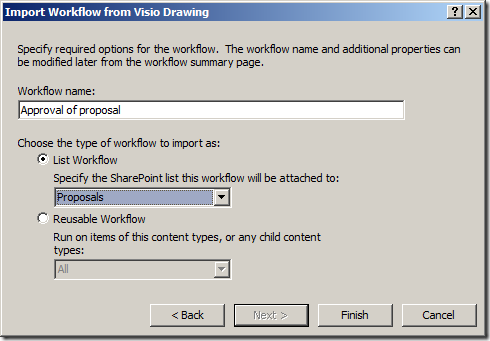 Import Workflow from Visio Drawing
Specify required options for the workflow. The workflow name and additional properties can
be modified later from the workflow summary page.
Workflow name:
Approval of proposal
Choose the type of workflow to import as:
List Workflow
Specify the SharePoint list this workflow will be attached to:
Proposals
Reusable Workflow
Run on items of this content types, or any child content
types:
All
< Back
Next >
Finish
Cancel